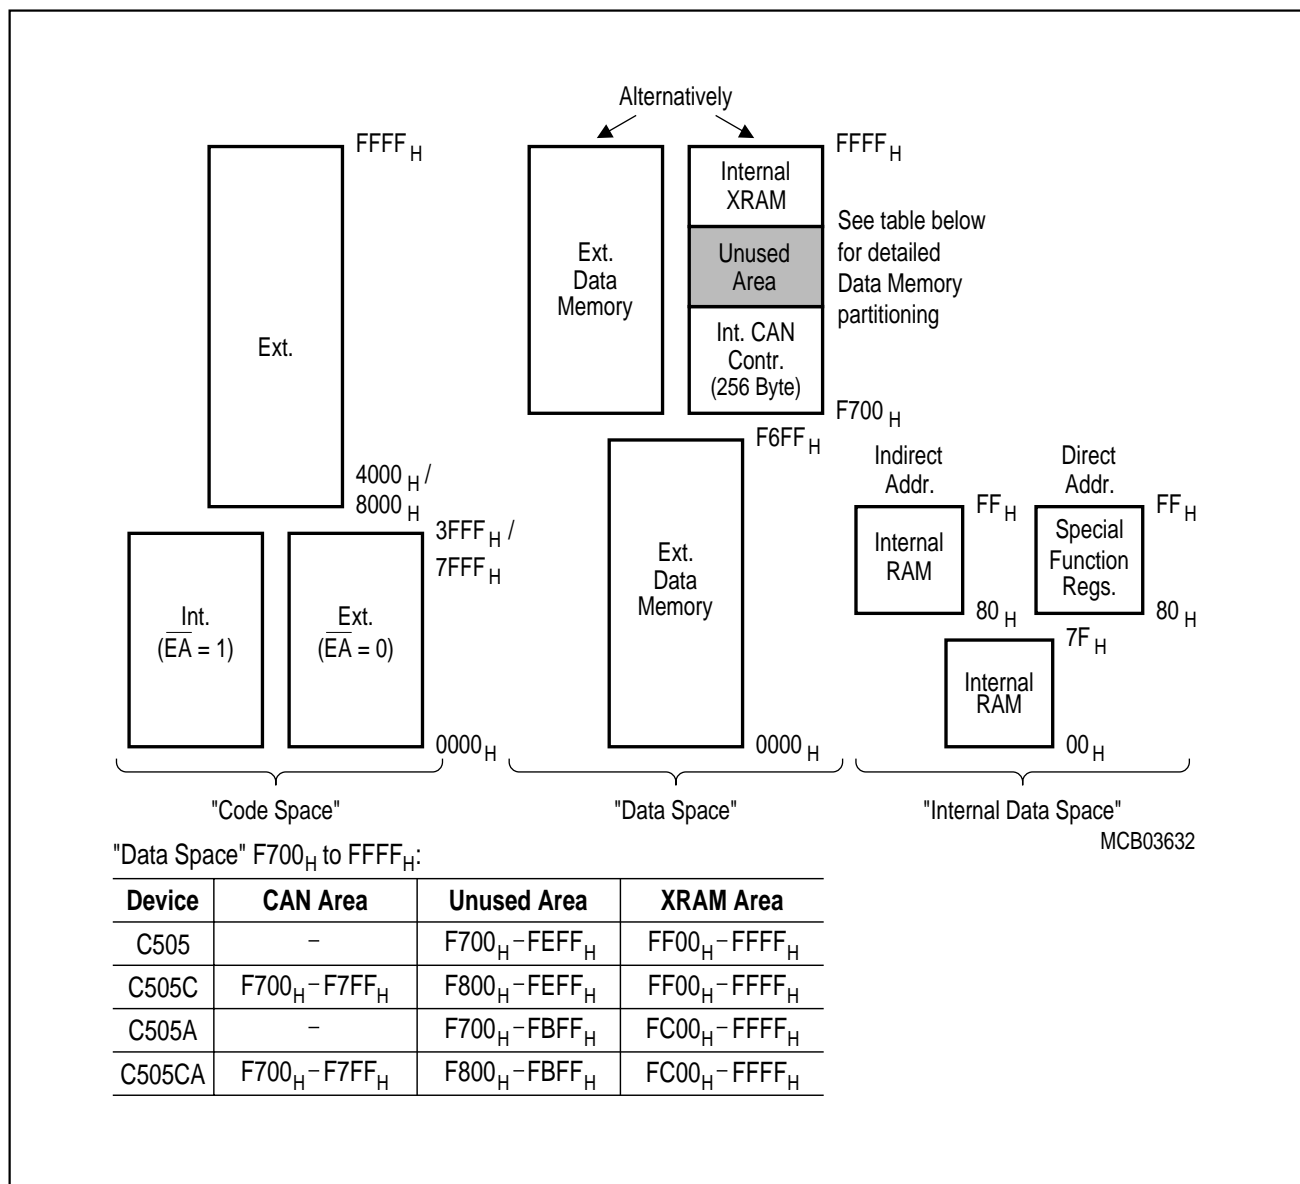 Alternatively
FFFF H
Ext.
4000 H /
8000 H
3FFF H /
7FFF H
Int.
(EA = 1)
Ext.
(EA = 0)
0000 H
"Code Space"
Ext.
Data
Memory
Internal
XRAM
Unused
Area
Int. CAN
Contr.
(256 Byte)
FFFF H
See table below
for detailed
Data Memory
partitioning
F700 H
F6FF H
Ext.
Data
Memory
0000 H
"Data Space"
Indirect
Addr.
Direct
Addr.
Internal
RAM
FF H
80 H
Special
Function
Regs.
FF H
80 H
7F H
Internal
RAM
00 H
"Internal Data Space"
MCB03632
"Data Space" F700H to FFFFH:
Device CAN Area Unused Area XRAM Area
C505 – F700H–FEFFH FF00H–FFFFH
C505C F700H–F7FFH F800H–FEFFH FF00H–FFFFH
C505A – F700H–FBFFH FC00H–FFFFH
C505CA F700H–F7FFH F800H–FBFFH FC00H–FFFFH